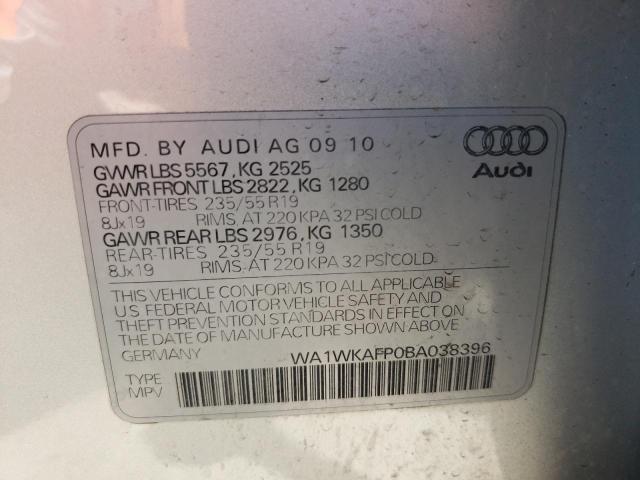 MFD. BY AUDI AG 09 10
GVWR LBS 5567, KG 2525
GAWR FRONT LBS 2822, KG 1280
FRONT-TIRES 235/55 R19
8Jx19 RIMS, AT 220 KPA 32 PSI COLD
GAWR REAR LBS 2976, KG 1350
REAR-TIRES 235/55 R19
8Jx19 RIMS, AT 220 KPA 32 PSI COLD
Audi
THIS VEHICLE CONFORMS TO ALL APPLICABLE
US FEDERAL MOTOR VEHICLE SAFETY AND
THEFT PREVENTION STANDARDS IN EFFECT ON
THE DATE OF MANUFACTURE SHOWN ABOVE.
GERMANY WA1WKAFP0BA038396
TYPE
MPV